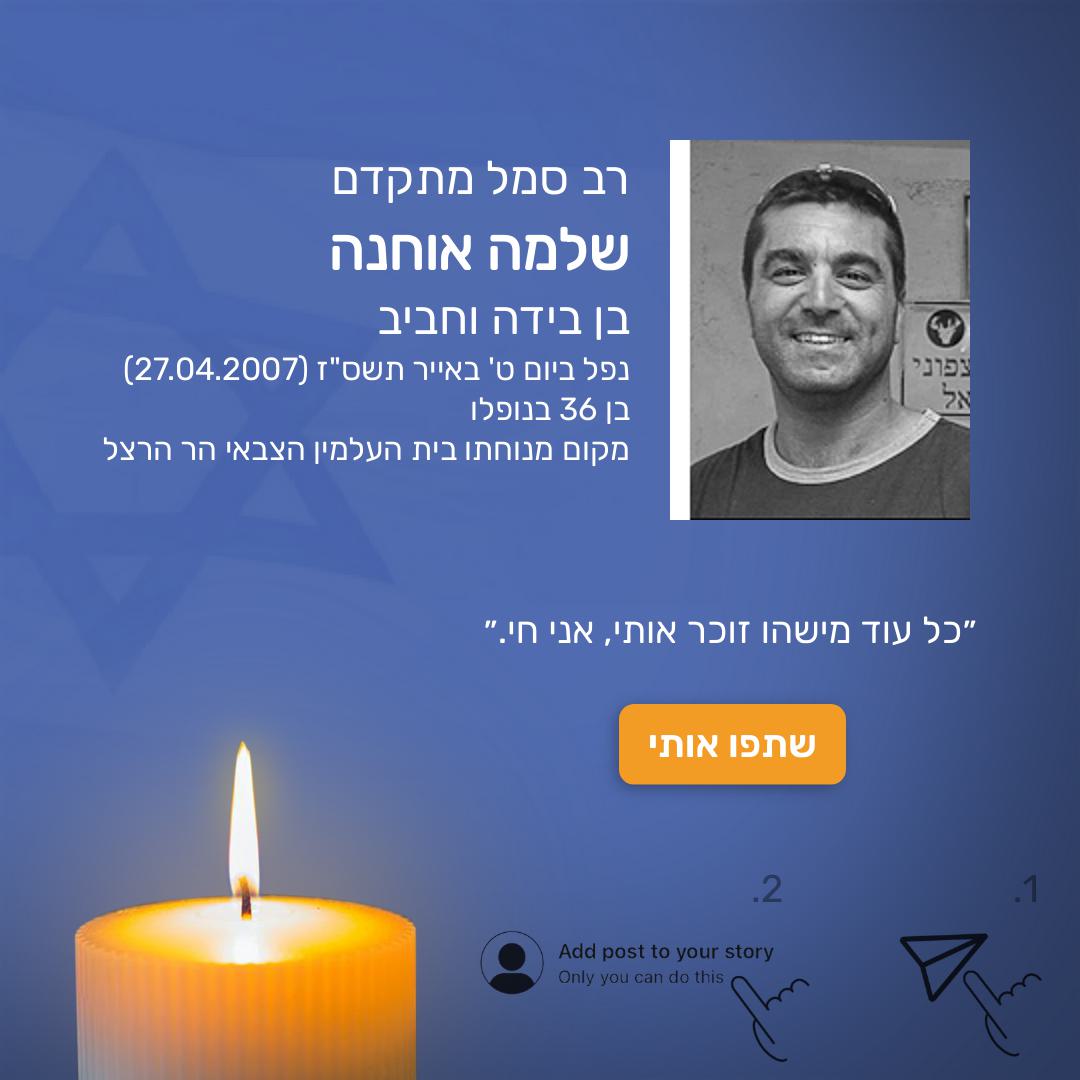 רב סמל מתקדם
שלמה אוחנה
בן בידה וחביב
נפל ביום ט' באייר תשס"ז (27.04.2007)
בן 36 בנופלו
מקום מנוחתו בית העלמין הצבאי הר הרצל
צפוני
אל
״כל עוד מישהו זוכר אותי, אני חי.״
שתפו אותי
.1
.2
Add post to your story
Only you can do this